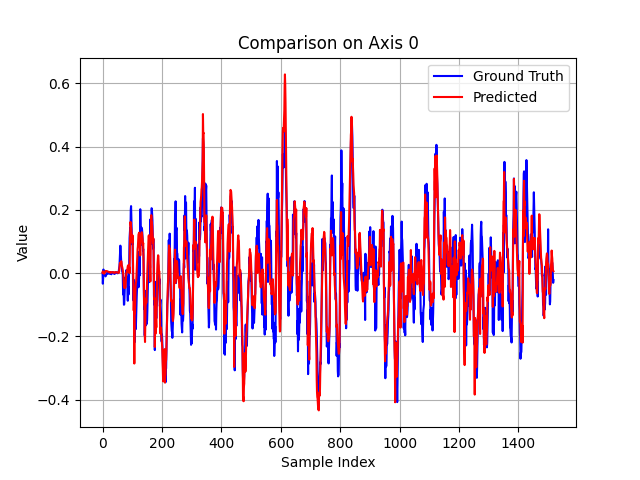 Comparison on Axis 0
Ground Truth
Predicted
0.6
0.4
0.2
0.0
−0.2
−0.4
Value
0 200 400 600 800 1000 1200 1400
Sample Index